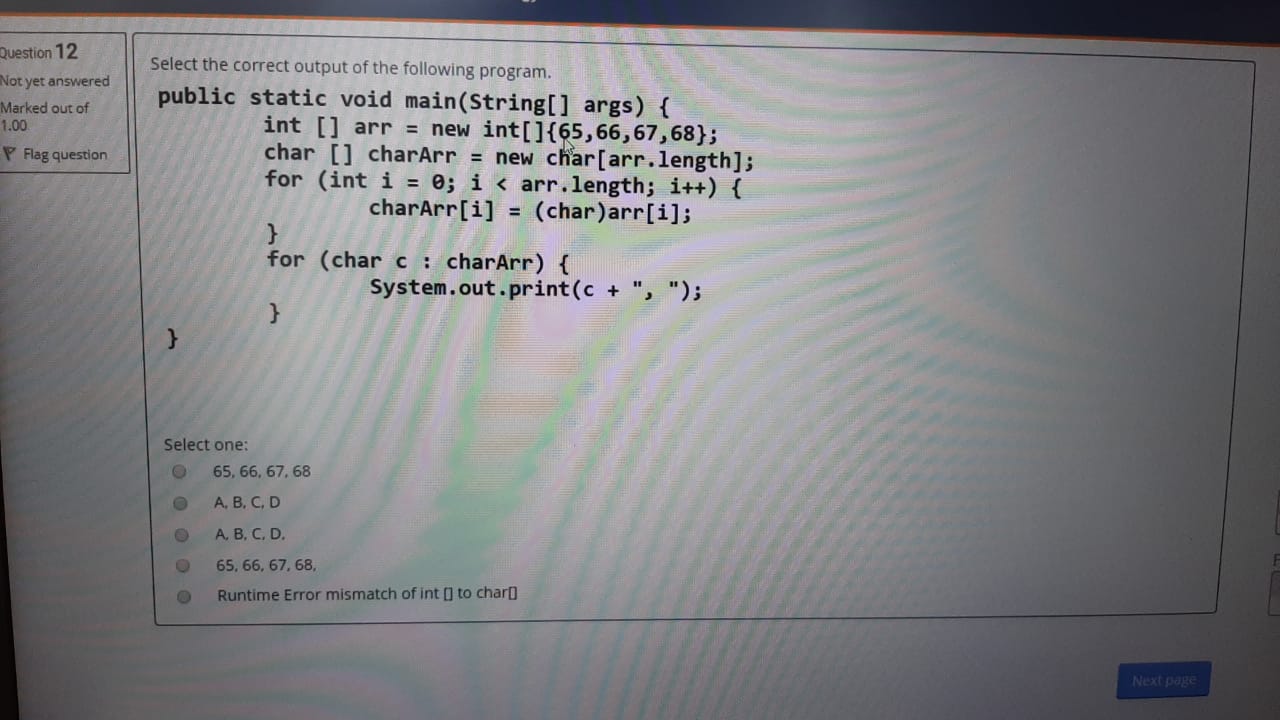 Question 12
Not yet answered
Marked out of
1.00
Flag question
Select the correct output of the following program.
public static void main(String[] args) {
int [] arr = new int[]{65,66,67,68};
char [] charArr = new char[arr.length];
for (int i = 0; i < arr.length; i++) {
charArr[i] = (char)arr[i];
}
for (char c : charArr) {
System.out.print(c + ", ");
}
}
Select one:
65, 66, 67, 68
A, B, C, D
A, B, C, D,
65, 66, 67, 68,
Runtime Error mismatch of int [] to char[]
Next page